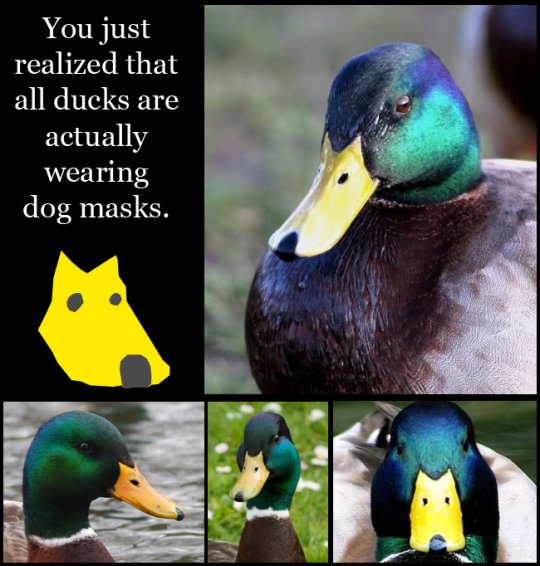 You just
realized that
all ducks are
actually
wearing
dog masks.